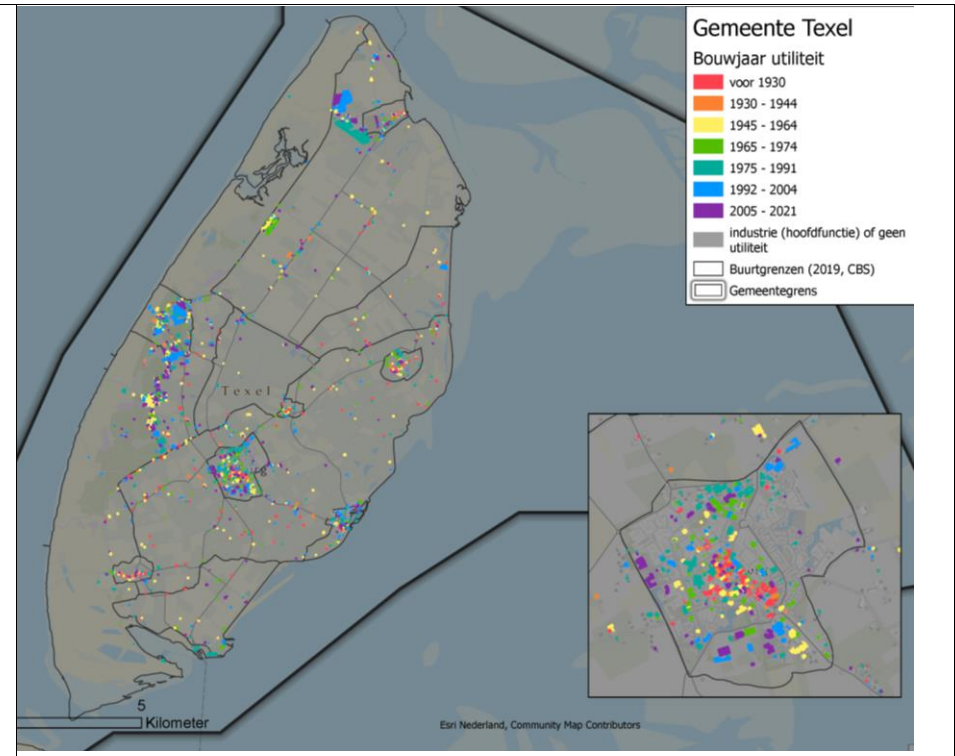 Gemeente Texel
Bouwjaar utiliteit
voor 1930
1930 - 1944
1945 - 1964
1965 - 1974
1975 - 1991
1992 - 2004
2005 - 2021
industrie (hoofdfunctie) of geen
utiliteit
Buurtgrenzen (2019, CBS)
Gemeentegrens
Texel
5
Kilometer
Esri Nederland, Community Map Contributors